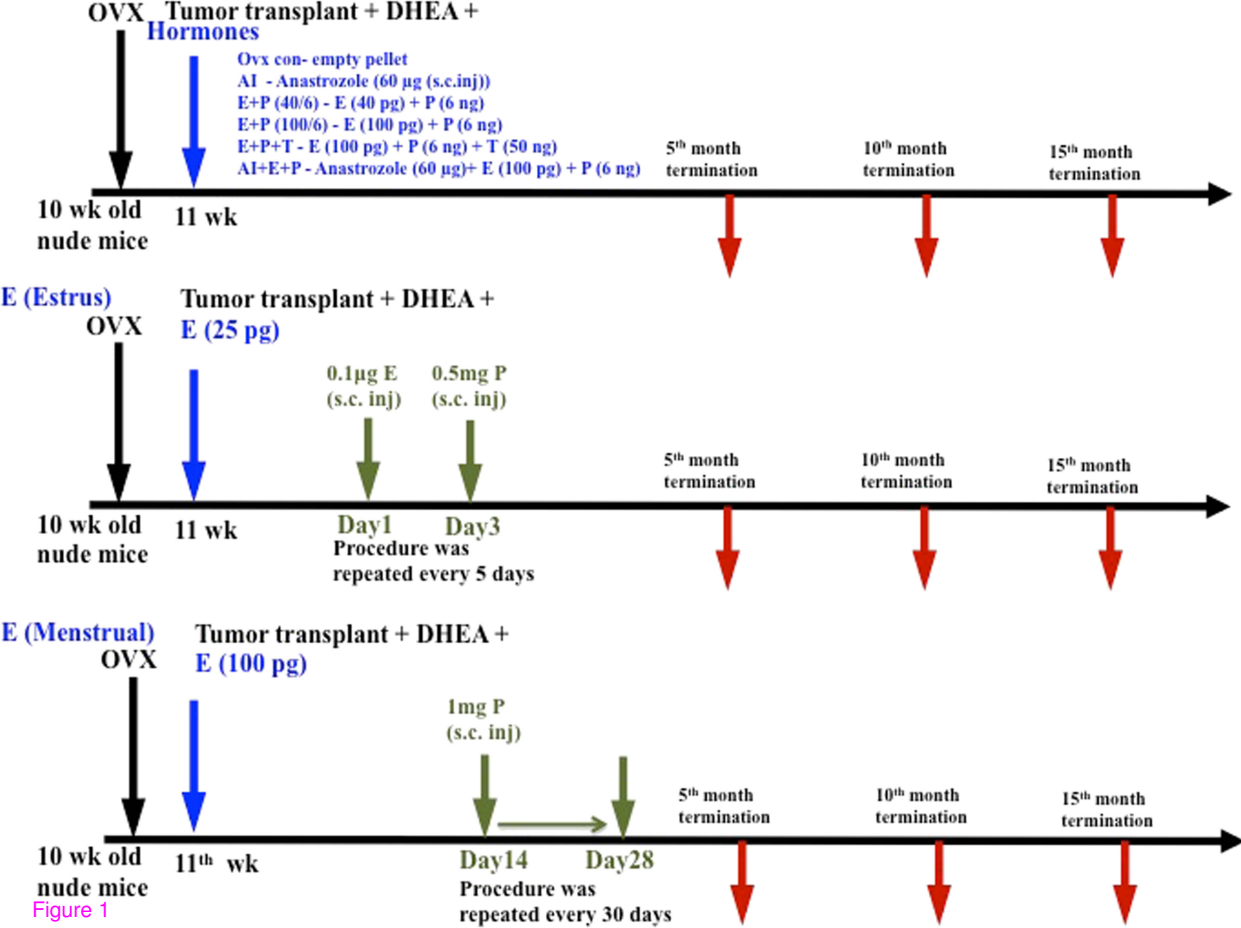 OVX Tumor transplant + DHEA +
Hormones
Ovx con- empty pellet
AI - Anastrozole (60 µg (s.c.inj))
E+P (40/6) - E (40 pg) + P (6 ng)
E+P (100/6) - E (100 pg) + P (6 ng)
E+P+T - E (100 pg) + P (6 ng) + T (50 ng)
AI+E+P - Anastrozole (60 µg)+ E (100 pg) + P (6 ng)
5th month
termination
10th month
termination
15th month
termination
10 wk old
nude mice
11 wk
E (Estrus)
OVX
Tumor transplant + DHEA +
E (25 pg)
0.1µg E
(s.c. inj)
0.5mg P
(s.c. inj)
5th month
termination
10th month
termination
15th month
termination
10 wk old
nude mice
11 wk
Day1
Day3
Procedure was
repeated every 5 days
E (Menstrual)
OVX
Tumor transplant + DHEA +
E (100 pg)
1mg P
(s.c. inj)
5th month
termination
10th month
termination
15th month
termination
10 wk old
nude mice
11th wk
Day14
Day28
Procedure was
repeated every 30 days
Figure 1